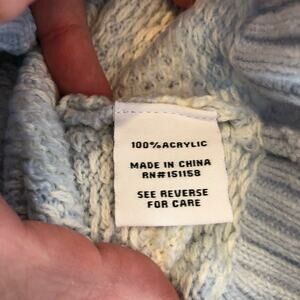 100% ACRYLIC
MADE IN CHINA
RN#151158
SEE REVERSE
FOR CARE